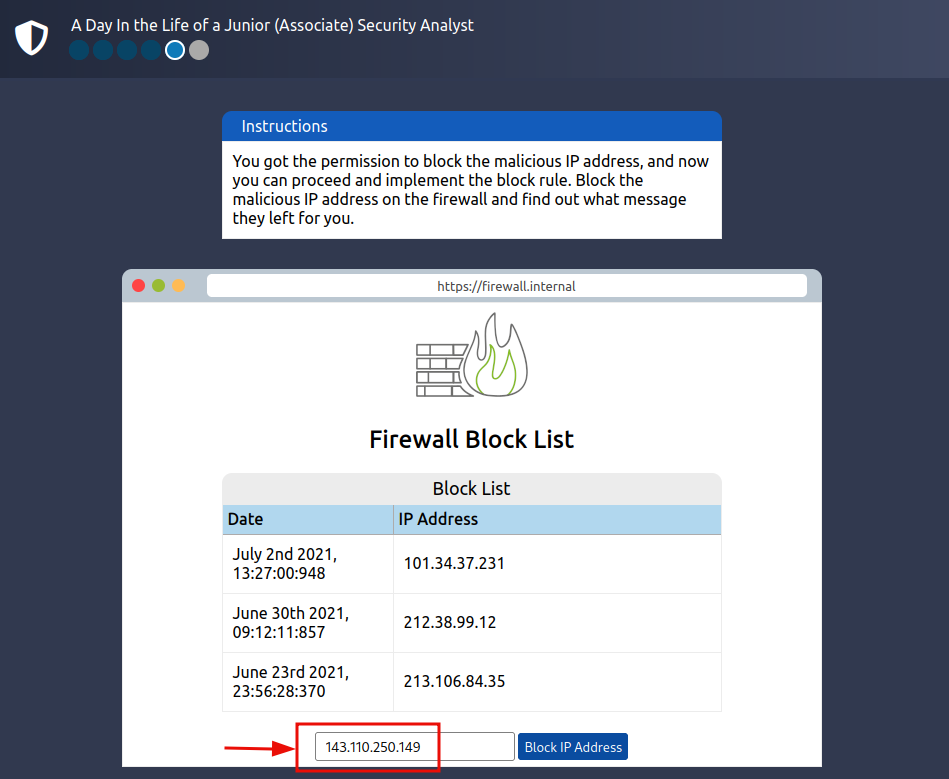 A Day In the Life of a Junior (Associate) Security Analyst
Instructions
You got the permission to block the malicious IP address, and now
you can proceed and implement the block rule. Block the
malicious IP address on the firewall and find out what message
they left for you.
https://firewall.internal
Firewall Block List
Block List
Date IP Address
July 2nd 2021,
13:27:00:948
101.34.37.231
June 30th 2021,
09:12:11:857
212.38.99.12
June 23rd 2021,
23:56:28:370
213.106.84.35
143.110.250.149 Block IP Address